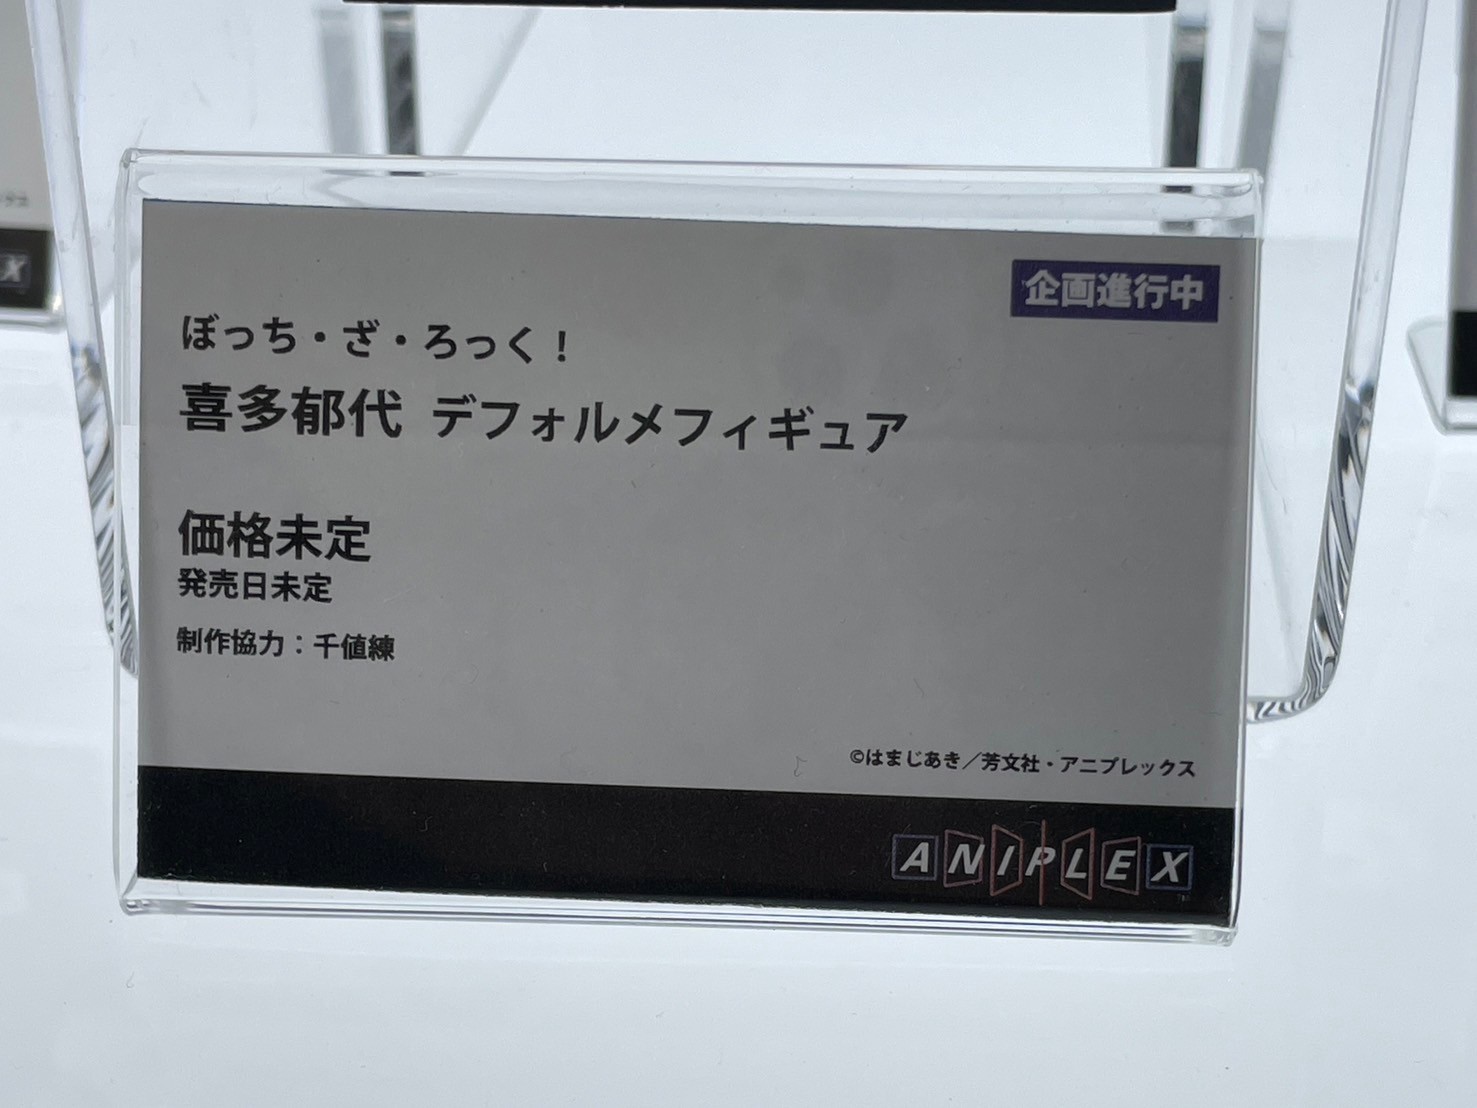 企画進行中
ぼっち・ざ・ろっく！
喜多郁代 デフォルメフィギュア
価格未定
発売日未定
制作協力：千値練
©はまじあき／芳文社・アニプレックス
ANIPLEX
ックス
X